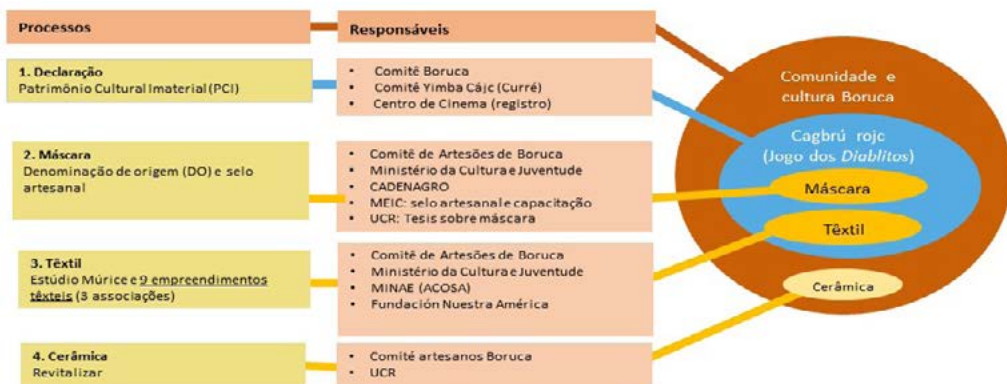 Processos
Responsáveis
1. Declaração
Patrimônio Cultural Imaterial (PCI)
• Comitê Boruca
• Comitê Yimba Cájc (Curré)
• Centro de Cinema (registro)
2. Máscara
Denominação de origem (DO) e selo
artesanal
• Comitê de Artesões de Boruca
• Ministério da Cultura e Juventude
• CADENAGRO
• MEIC: selo artesanal e capacitação
• UCR: Tesis sobre máscara
3. Têxtil
Estúdio Múrice e 9 empreendimentos
têxteis (3 associações)
• Comitê de Artesões de Boruca
• Ministério da Cultura e Juventude
• MINAE (ACOSA)
• Fundación Nuestra América
4. Cerâmica
Revitalizar
• Comité artesanos Boruca
• UCR
Comunidade e
cultura Boruca
Cagbrú rojc
(Jogo dos Diablitos)
Máscara
Têxtil
Cerâmica